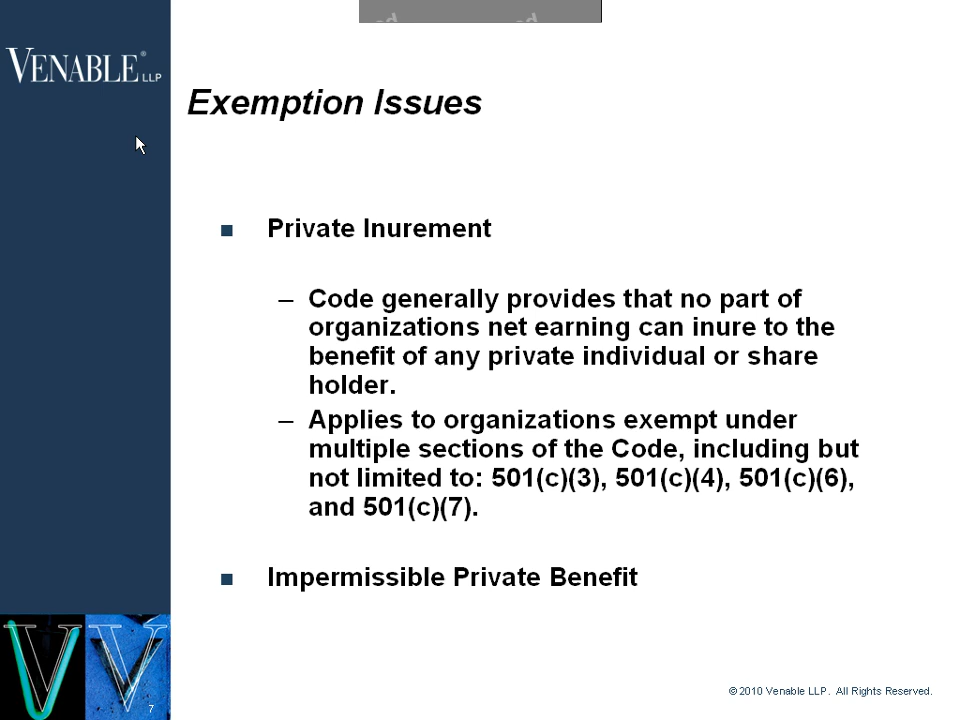 VENABLE® LLP
Exemption Issues
Private Inurement
– Code generally provides that no part of
organizations net earning can inure to the
benefit of any private individual or share
holder.
– Applies to organizations exempt under
multiple sections of the Code, including but
not limited to: 501(c)(3), 501(c)(4), 501(c)(6),
and 501(c)(7).
Impermissible Private Benefit
© 2010 Venable LLP. All Rights Reserved.
V V
7